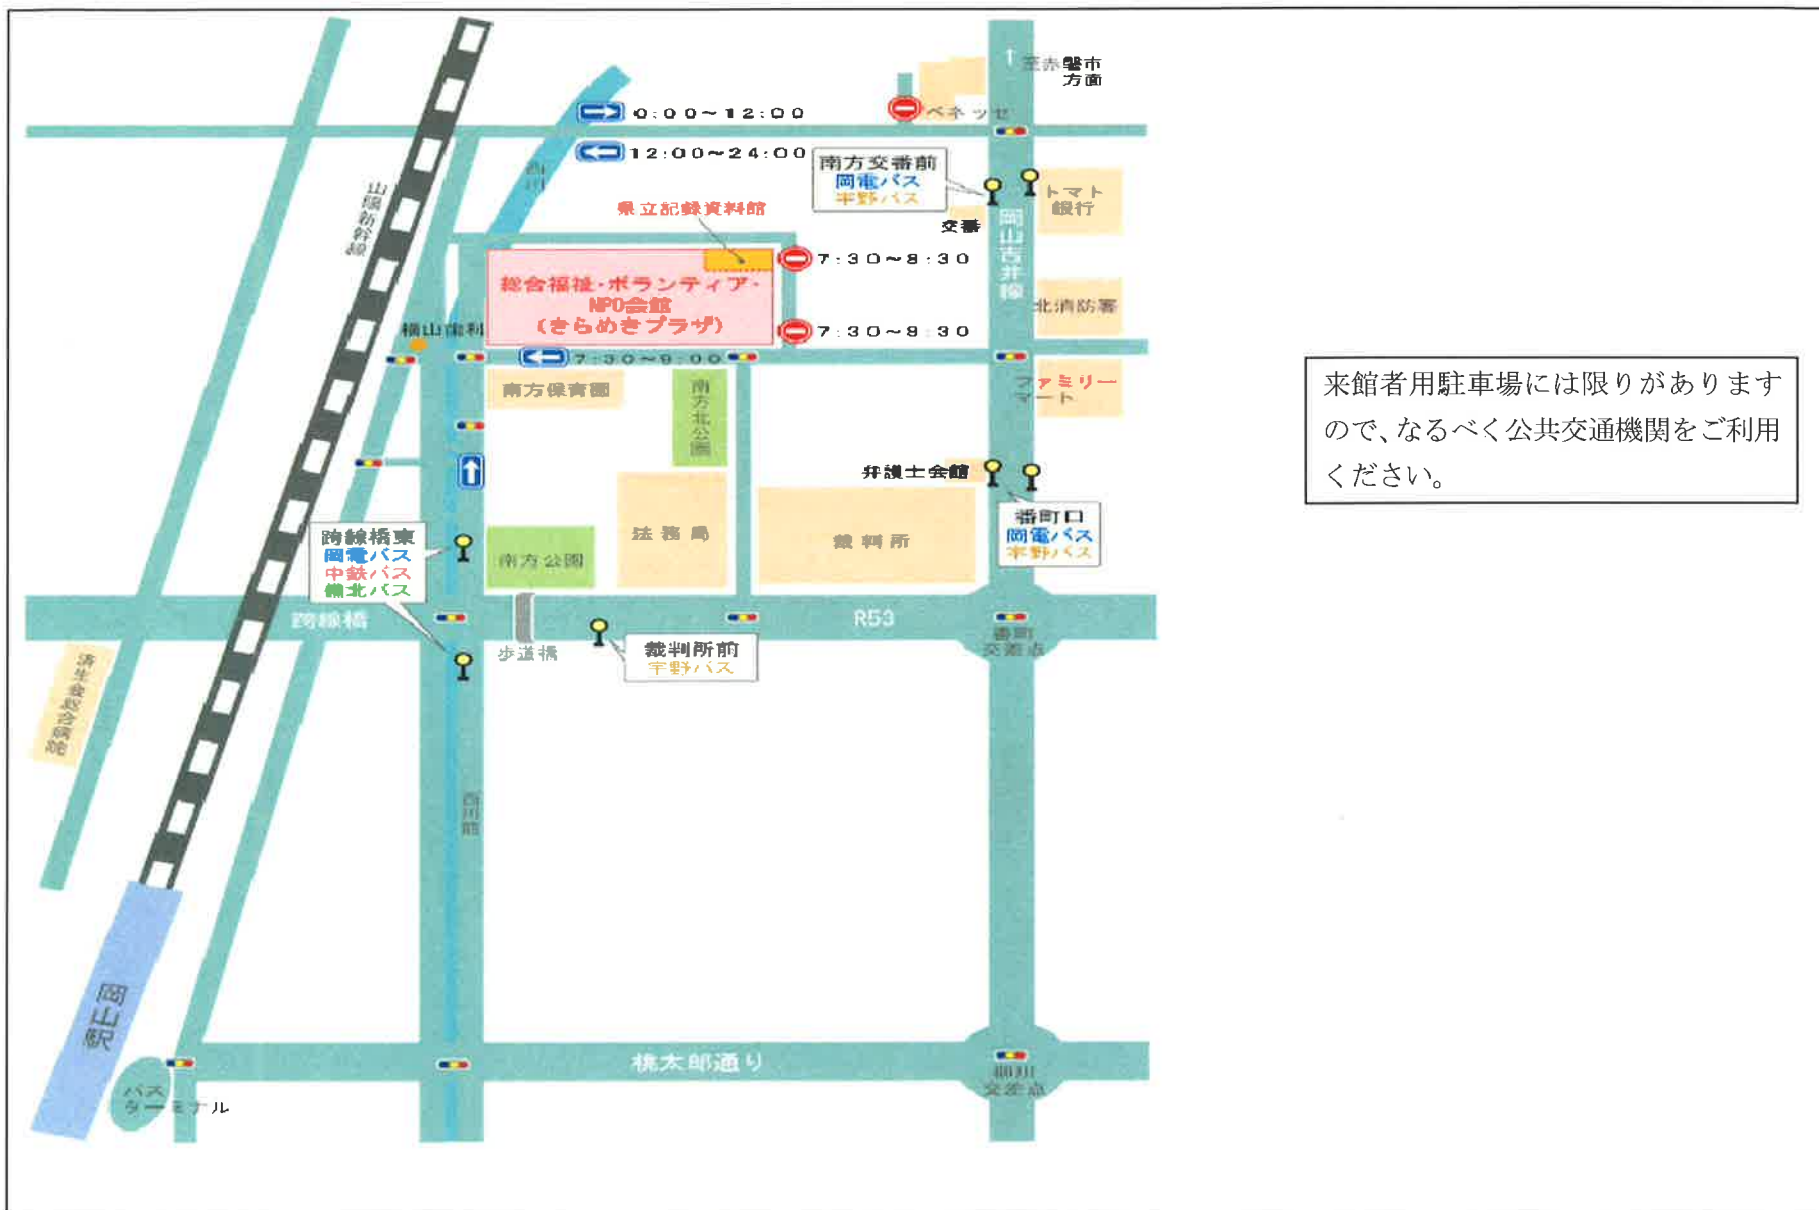 ↑ 至赤磐市
方面
0:00~12:00
ベネッセ
12:00~24:00
南方交番前
岡電バス
宇野バス
西川
トマト
銀行
山陽新幹線
県立記録資料館
交番
岡山吉井線
7:30~8:30
総合福祉・ボランティア・
NPO会館
(きらめきプラザ)
北消防署
横山歯科
7:30~8:30
7:30~9:00
南方保育園
南方北公園
ファミリー
マート
来館者用駐車場には限りがあります
ので、なるべく公共交通機関をご利用
ください。
弁護士会館
跨線橋東
岡電バス
中鉄バス
備北バス
法務局
裁判所
番町口
岡電バス
宇野バス
南方公園
跨線橋
R53
番町
交差点
歩道橋
裁判所前
宇野バス
済生会総合病院
西川筋
岡山駅
桃太郎通り
柳川
交差点
バス
ターミナル